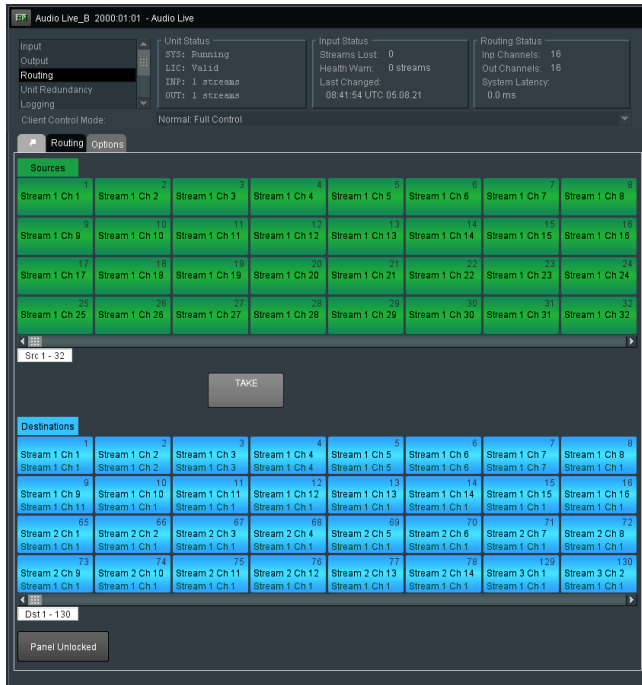 Audio Live_B 2000:01:01 - Audio Live
Input
Output
Routing
Unit Redundancy
Logging
Unit Status
SYS: Running
LIC: Valid
INP: 1 streams
OUT: 1 streams
Input Status
Streams Lost: 0
Health Warn: 0 streams
Last Changed:
08:41:54 UTC 05.08.21
Routing Status
Inp Channels: 16
Out Channels: 16
System Latency:
0.0 ms
Client Control Mode: Normal: Full Control
Routing Options
Sources
1 2 3 4 5 6 7 8
Stream 1 Ch 1 Stream 1 Ch 2 Stream 1 Ch 3 Stream 1 Ch 4 Stream 1 Ch 5 Stream 1 Ch 6 Stream 1 Ch 7 Stream 1 Ch 8
9 10 11 12 13 14 15 16
Stream 1 Ch 9 Stream 1 Ch 10 Stream 1 Ch 11 Stream 1 Ch 12 Stream 1 Ch 13 Stream 1 Ch 14 Stream 1 Ch 15 Stream 1 Ch 16
17 18 19 20 21 22 23 24
Stream 1 Ch 17 Stream 1 Ch 18 Stream 1 Ch 19 Stream 1 Ch 20 Stream 1 Ch 21 Stream 1 Ch 22 Stream 1 Ch 23 Stream 1 Ch 24
25 26 27 28 29 30 31 32
Stream 1 Ch 25 Stream 1 Ch 26 Stream 1 Ch 27 Stream 1 Ch 28 Stream 1 Ch 29 Stream 1 Ch 30 Stream 1 Ch 31 Stream 1 Ch 32
Src 1 - 32
TAKE
Destinations
1 2 3 4 5 6 7 8
Stream 1 Ch 1 Stream 1 Ch 2 Stream 1 Ch 3 Stream 1 Ch 4 Stream 1 Ch 5 Stream 1 Ch 6 Stream 1 Ch 7 Stream 1 Ch 8
Stream 1 Ch 1 Stream 1 Ch 2 Stream 1 Ch 3 Stream 1 Ch 4 Stream 1 Ch 5 Stream 1 Ch 6 Stream 1 Ch 7 Stream 1 Ch 1
9 10 11 12 13 14 15 16
Stream 1 Ch 9 Stream 1 Ch 10 Stream 1 Ch 11 Stream 1 Ch 12 Stream 1 Ch 13 Stream 1 Ch 14 Stream 1 Ch 15 Stream 1 Ch 16
Stream 1 Ch 11 Stream 1 Ch 1 Stream 1 Ch 1 Stream 1 Ch 1 Stream 1 Ch 1 Stream 1 Ch 1 Stream 1 Ch 1 Stream 1 Ch 1
65 66 67 68 69 70 71 72
Stream 2 Ch 1 Stream 2 Ch 2 Stream 2 Ch 3 Stream 2 Ch 4 Stream 2 Ch 5 Stream 2 Ch 6 Stream 2 Ch 7 Stream 2 Ch 8
Stream 1 Ch 1 Stream 1 Ch 1 Stream 1 Ch 1 Stream 1 Ch 1 Stream 1 Ch 1 Stream 1 Ch 1 Stream 1 Ch 1 Stream 1 Ch 1
73 74 75 76 77 78 129 130
Stream 2 Ch 9 Stream 2 Ch 10 Stream 2 Ch 11 Stream 2 Ch 12 Stream 2 Ch 13 Stream 2 Ch 14 Stream 3 Ch 1 Stream 3 Ch 2
Stream 1 Ch 1 Stream 1 Ch 1 Stream 1 Ch 1 Stream 1 Ch 1 Stream 1 Ch 1 Stream 1 Ch 1 Stream 1 Ch 1 Stream 1 Ch 1
Dst 1 - 130
Panel Unlocked